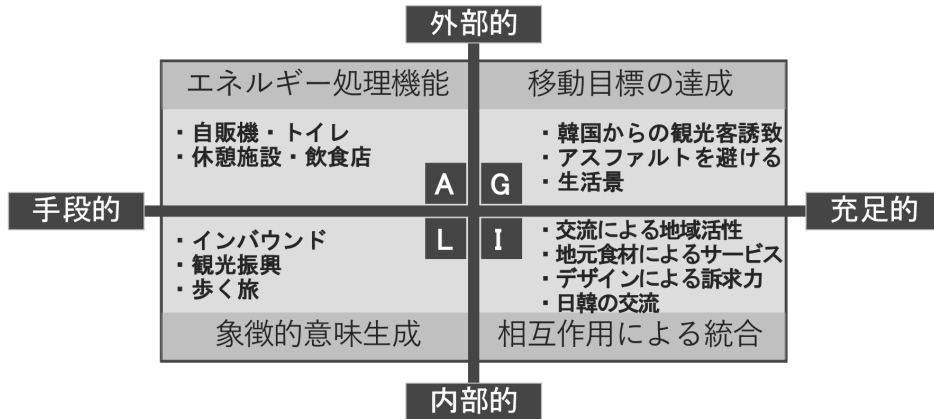 外部的
エネルギー処理機能
移動目標の達成
・自販機・トイレ
・休憩施設・飲食店
・韓国からの観光客誘致
・アスファルトを避ける
・生活景
A
G
手段的
充足的
L
I
・インバウンド
・観光振興
・歩く旅
・交流による地域活性
・地元食材によるサービス
・デザインによる訴求力
・日韓の交流
象徴的意味生成
相互作用による統合
内部的